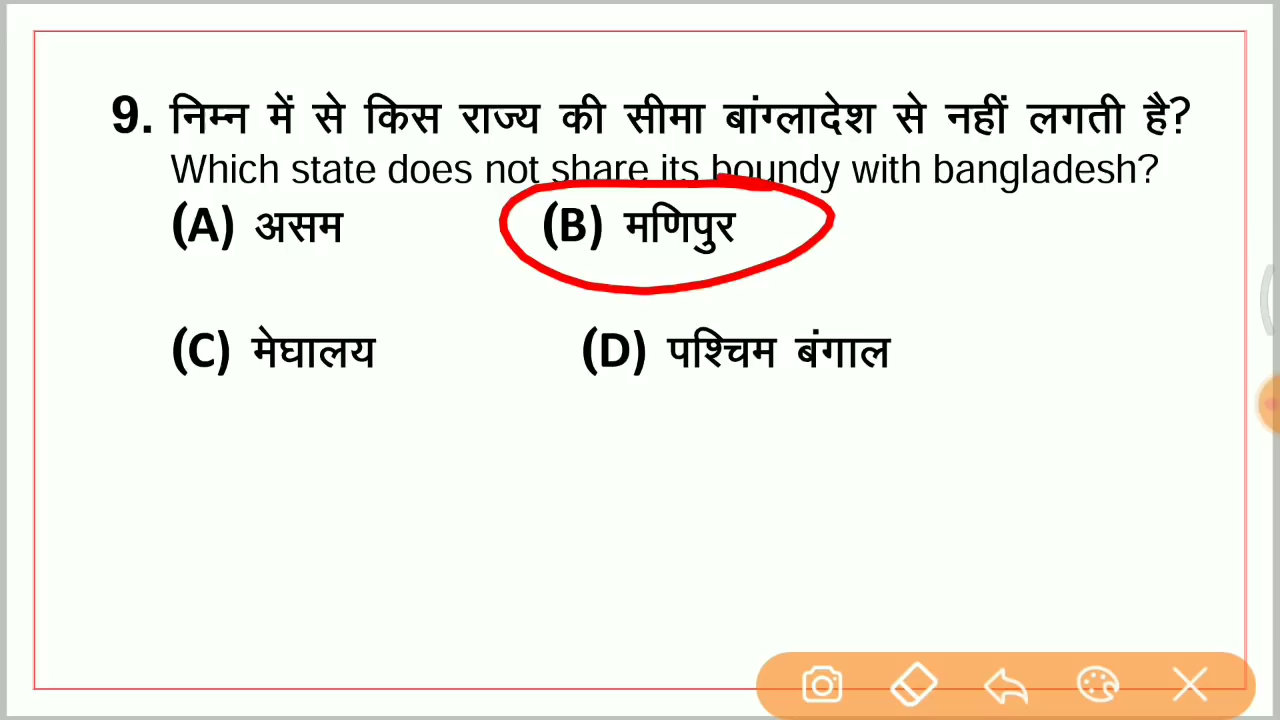 9. निम्न में से किस राज्य की सीमा बांग्लादेश से नहीं लगती है?
Which state does not share its boundy with bangladesh?
(A) असम (B) मणिपुर
(C) मेघालय (D) पश्चिम बंगाल